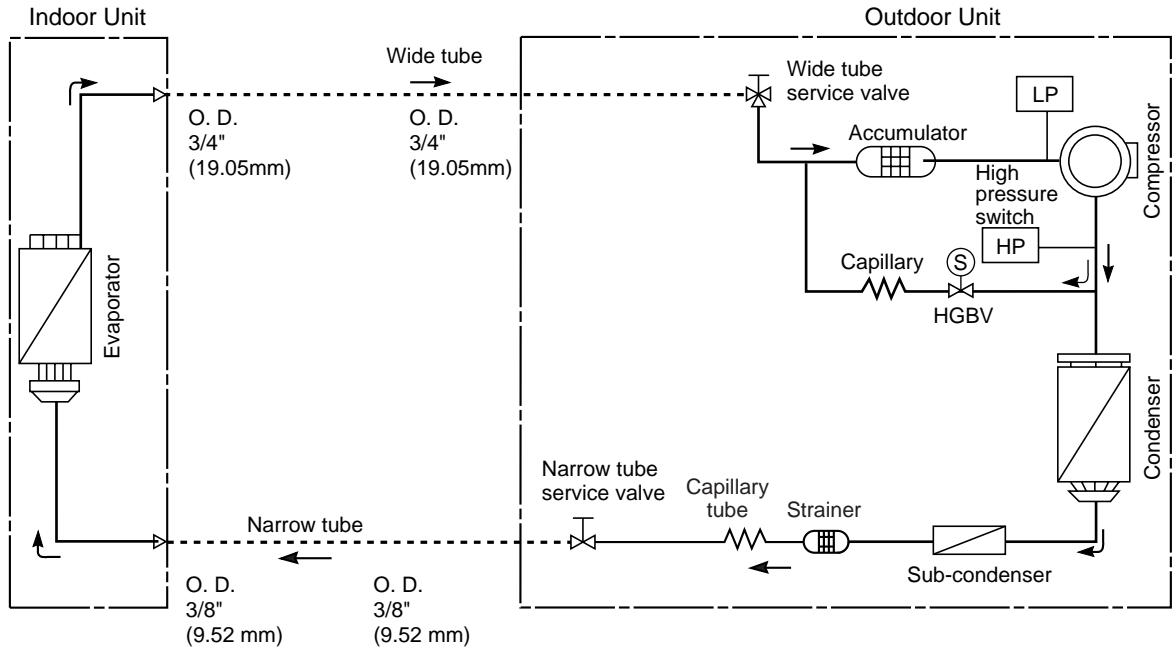 Indoor Unit
Outdoor Unit
Wide tube
O. D.
3/4"
(19.05mm)
O. D.
3/4"
(19.05mm)
Wide tube
service valve
LP
Accumulator
Compressor
High
pressure
switch
HP
Capillary
S
HGBV
Evaporator
Condenser
Narrow tube
service valve
Capillary
tube
Strainer
Sub-condenser
Narrow tube
O. D.
3/8"
(9.52 mm)
O. D.
3/8"
(9.52 mm)